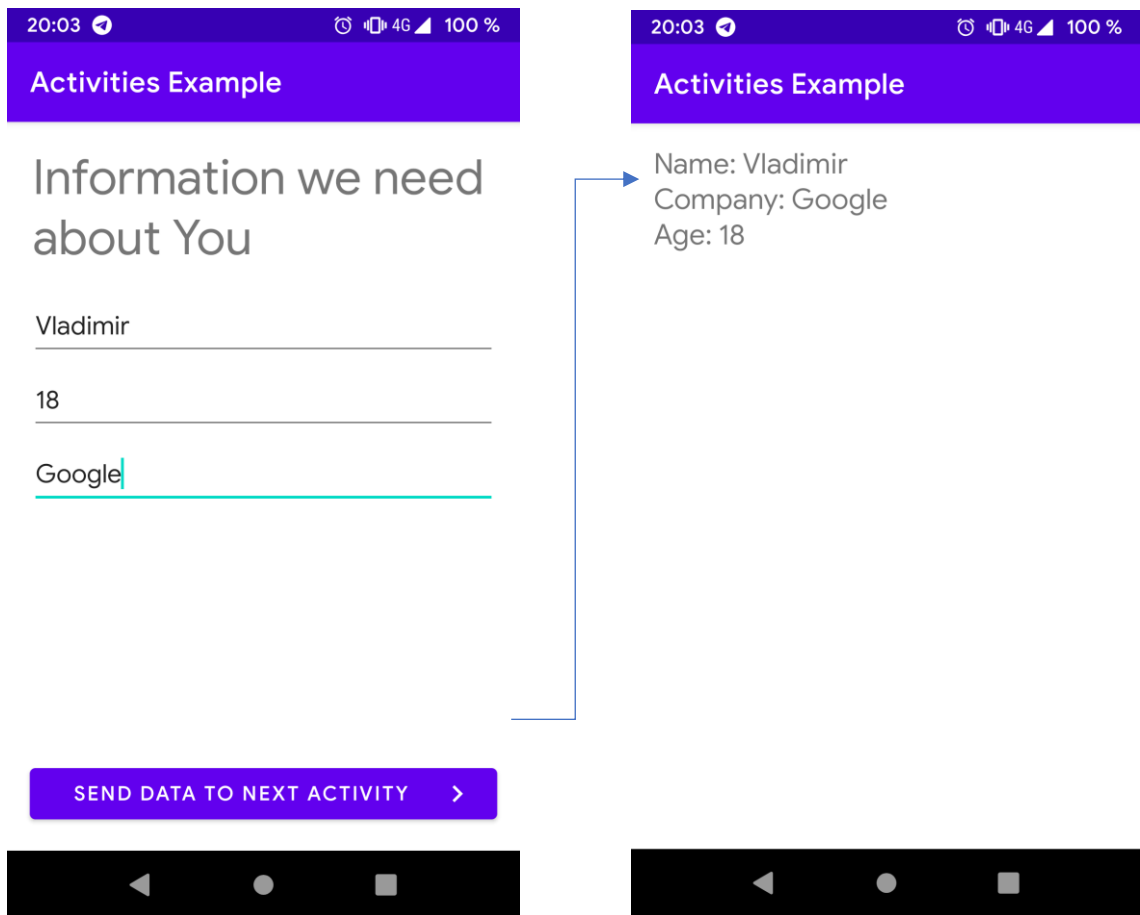 20:03 4G 100 %
Activities Example
Information we need
about You
Vladimir
18
Google
SEND DATA TO NEXT ACTIVITY
20:03 4G 100 %
Activities Example
Name: Vladimir
Company: Google
Age: 18